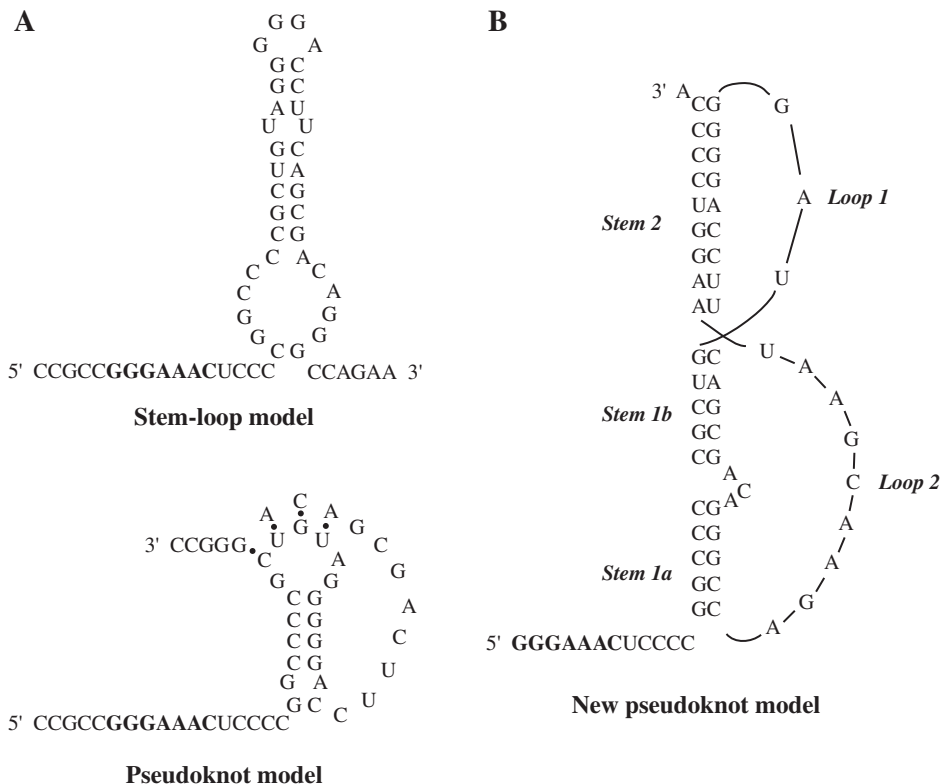 A
G G
G A
G C
G C
A U
U U
G C
U A
C G
G C
C G
C A
C C
C A
G G
G G
C G
5' CCGCCGGGAAACUCCC CCAGAA 3'
Stem-loop model
C
A A
G G
U U C
3' CCGGG C A G
G G
C G A
C G
C G C
C G
G A U
G C C U
5' CCGCCGGGAAACUCCCC
Pseudoknot model
B
3' A
CG G
CG
CG
CG A Loop 1
UA
Stem 2 GC
GC
AU U
AU
GC U A
UA A
Stem 1b CG
GC G
CG A C Loop 2
C
CG A A
CG
Stem 1a CG A
GC G
GC A
5' GGGAAACUCCCC
New pseudoknot model